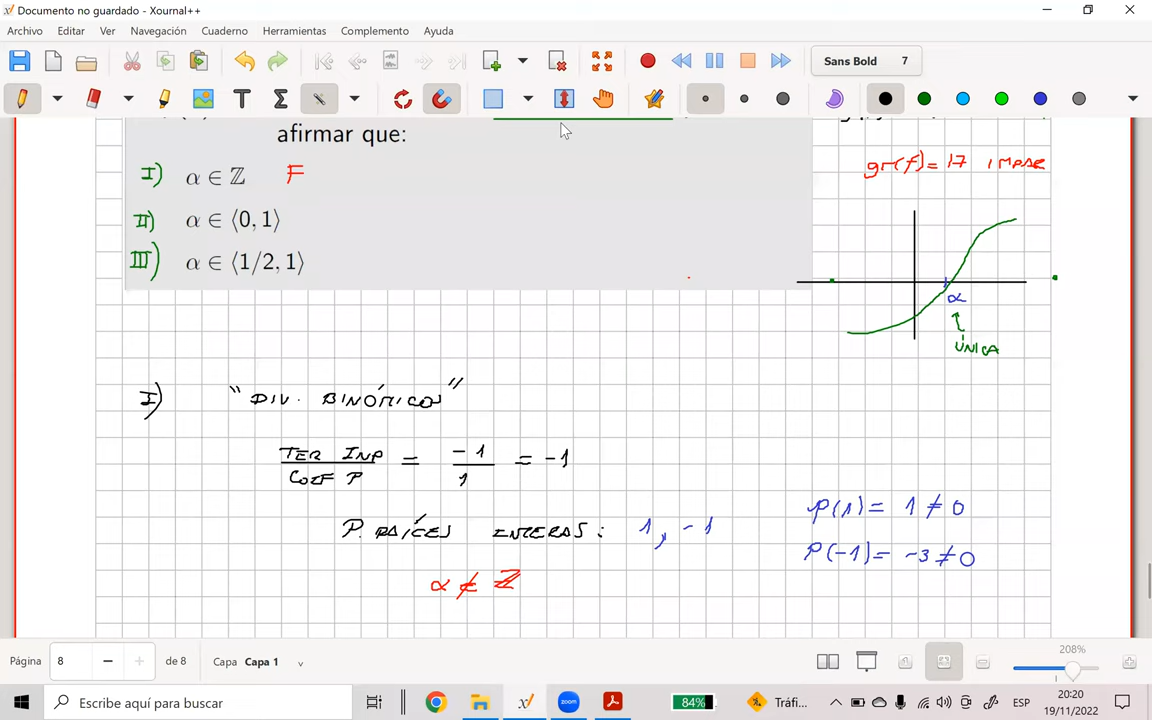 Documento no guardado - Xournal++
Archivo Editar Ver Navegación Cuaderno Herramientas Complemento Ayuda
Sans Bold 7
afirmar que:
gr(f) = 17 IMPAR
I) α ∈ ℤ F
II) α ∈ ⟨0, 1⟩
III) α ∈ ⟨1/2, 1⟩
α
ÚNICA
I) "DIV. BINÓMICOS"
TER INP / COEF P = -1 / 1 = -1
P. RAÍCES ENTERAS: 1, -1
P(1) = 1 ≠ 0
P(-1) = -3 ≠ 0
α ∉ ℤ
Página 8 de 8 Capa Capa 1 208%
Escribe aquí para buscar 84% Tráfi... ESP 20:20
19/11/2022